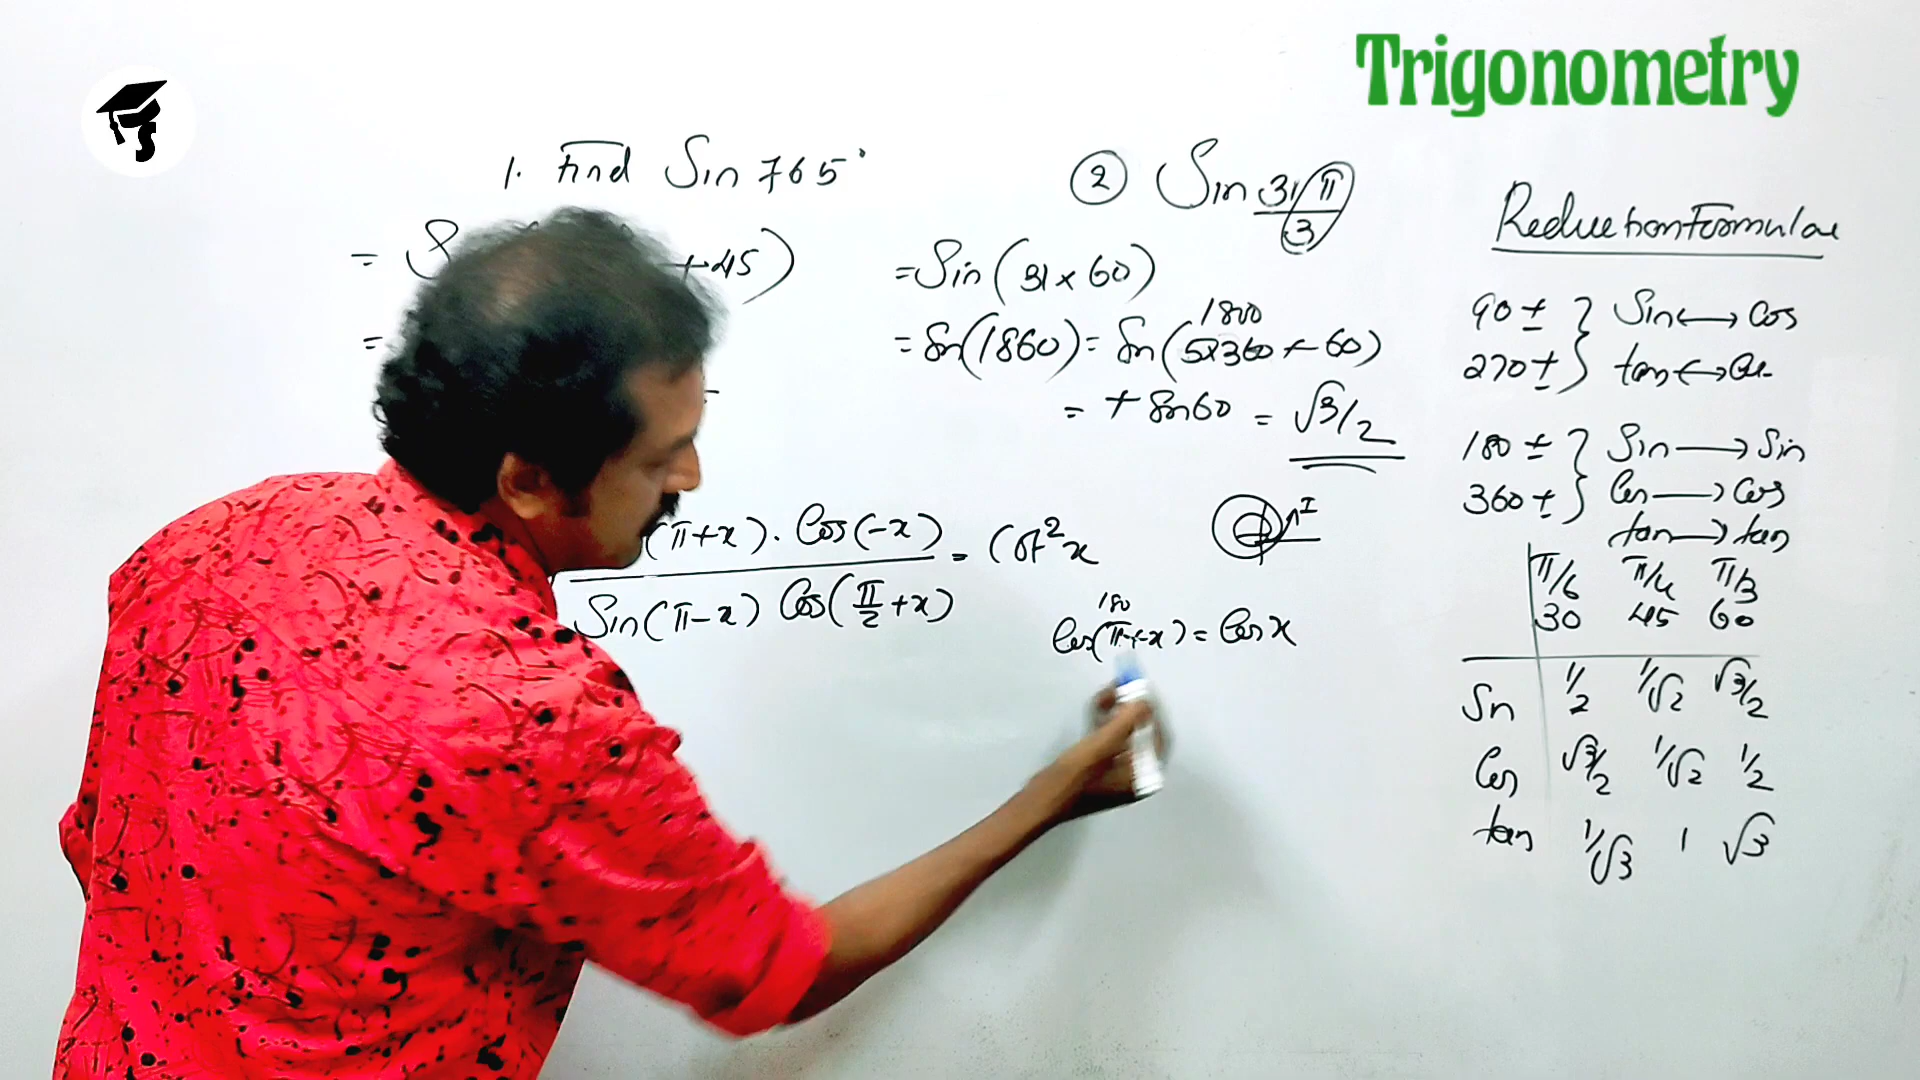 Trigonometry
1. Find Sin 765°
= S +45)
=
2 Sin 31π/3
= Sin (31 × 60)
1800
= Sin(1860) = Sin(5×360 + 60)
= + Sin60 = √3/2
(π+x). Cos(-x) = Cot²x
Sin(π-x) Cos(π/2 +x)
I
180
Cos(π+x) = Cos x
Reduction Formulae
90 ± } Sin ↔ Cos
270 ± } tan ↔ Cot
180 ± } Sin → Sin
360 ± } Cos → Cos
tan → tan
π/6 π/4 π/3
30 45 60
Sin 1/2 1/√2 √3/2
Cos √3/2 1/√2 1/2
tan 1/√3 1 √3